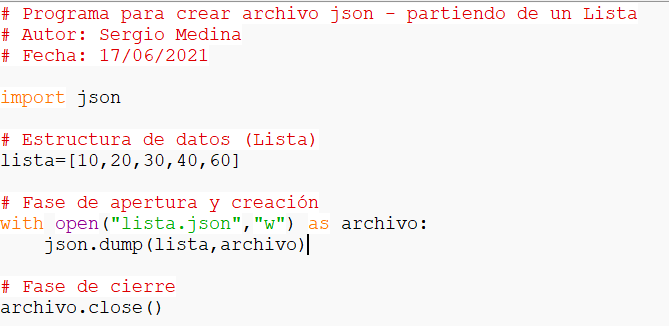 # Programa para crear archivo json - partiendo de un Lista
# Autor: Sergio Medina
# Fecha: 17/06/2021
import json
# Estructura de datos (Lista)
lista=[10,20,30,40,60]
# Fase de apertura y creación
with open("lista.json","w") as archivo:
    json.dump(lista,archivo)
# Fase de cierre
archivo.close()